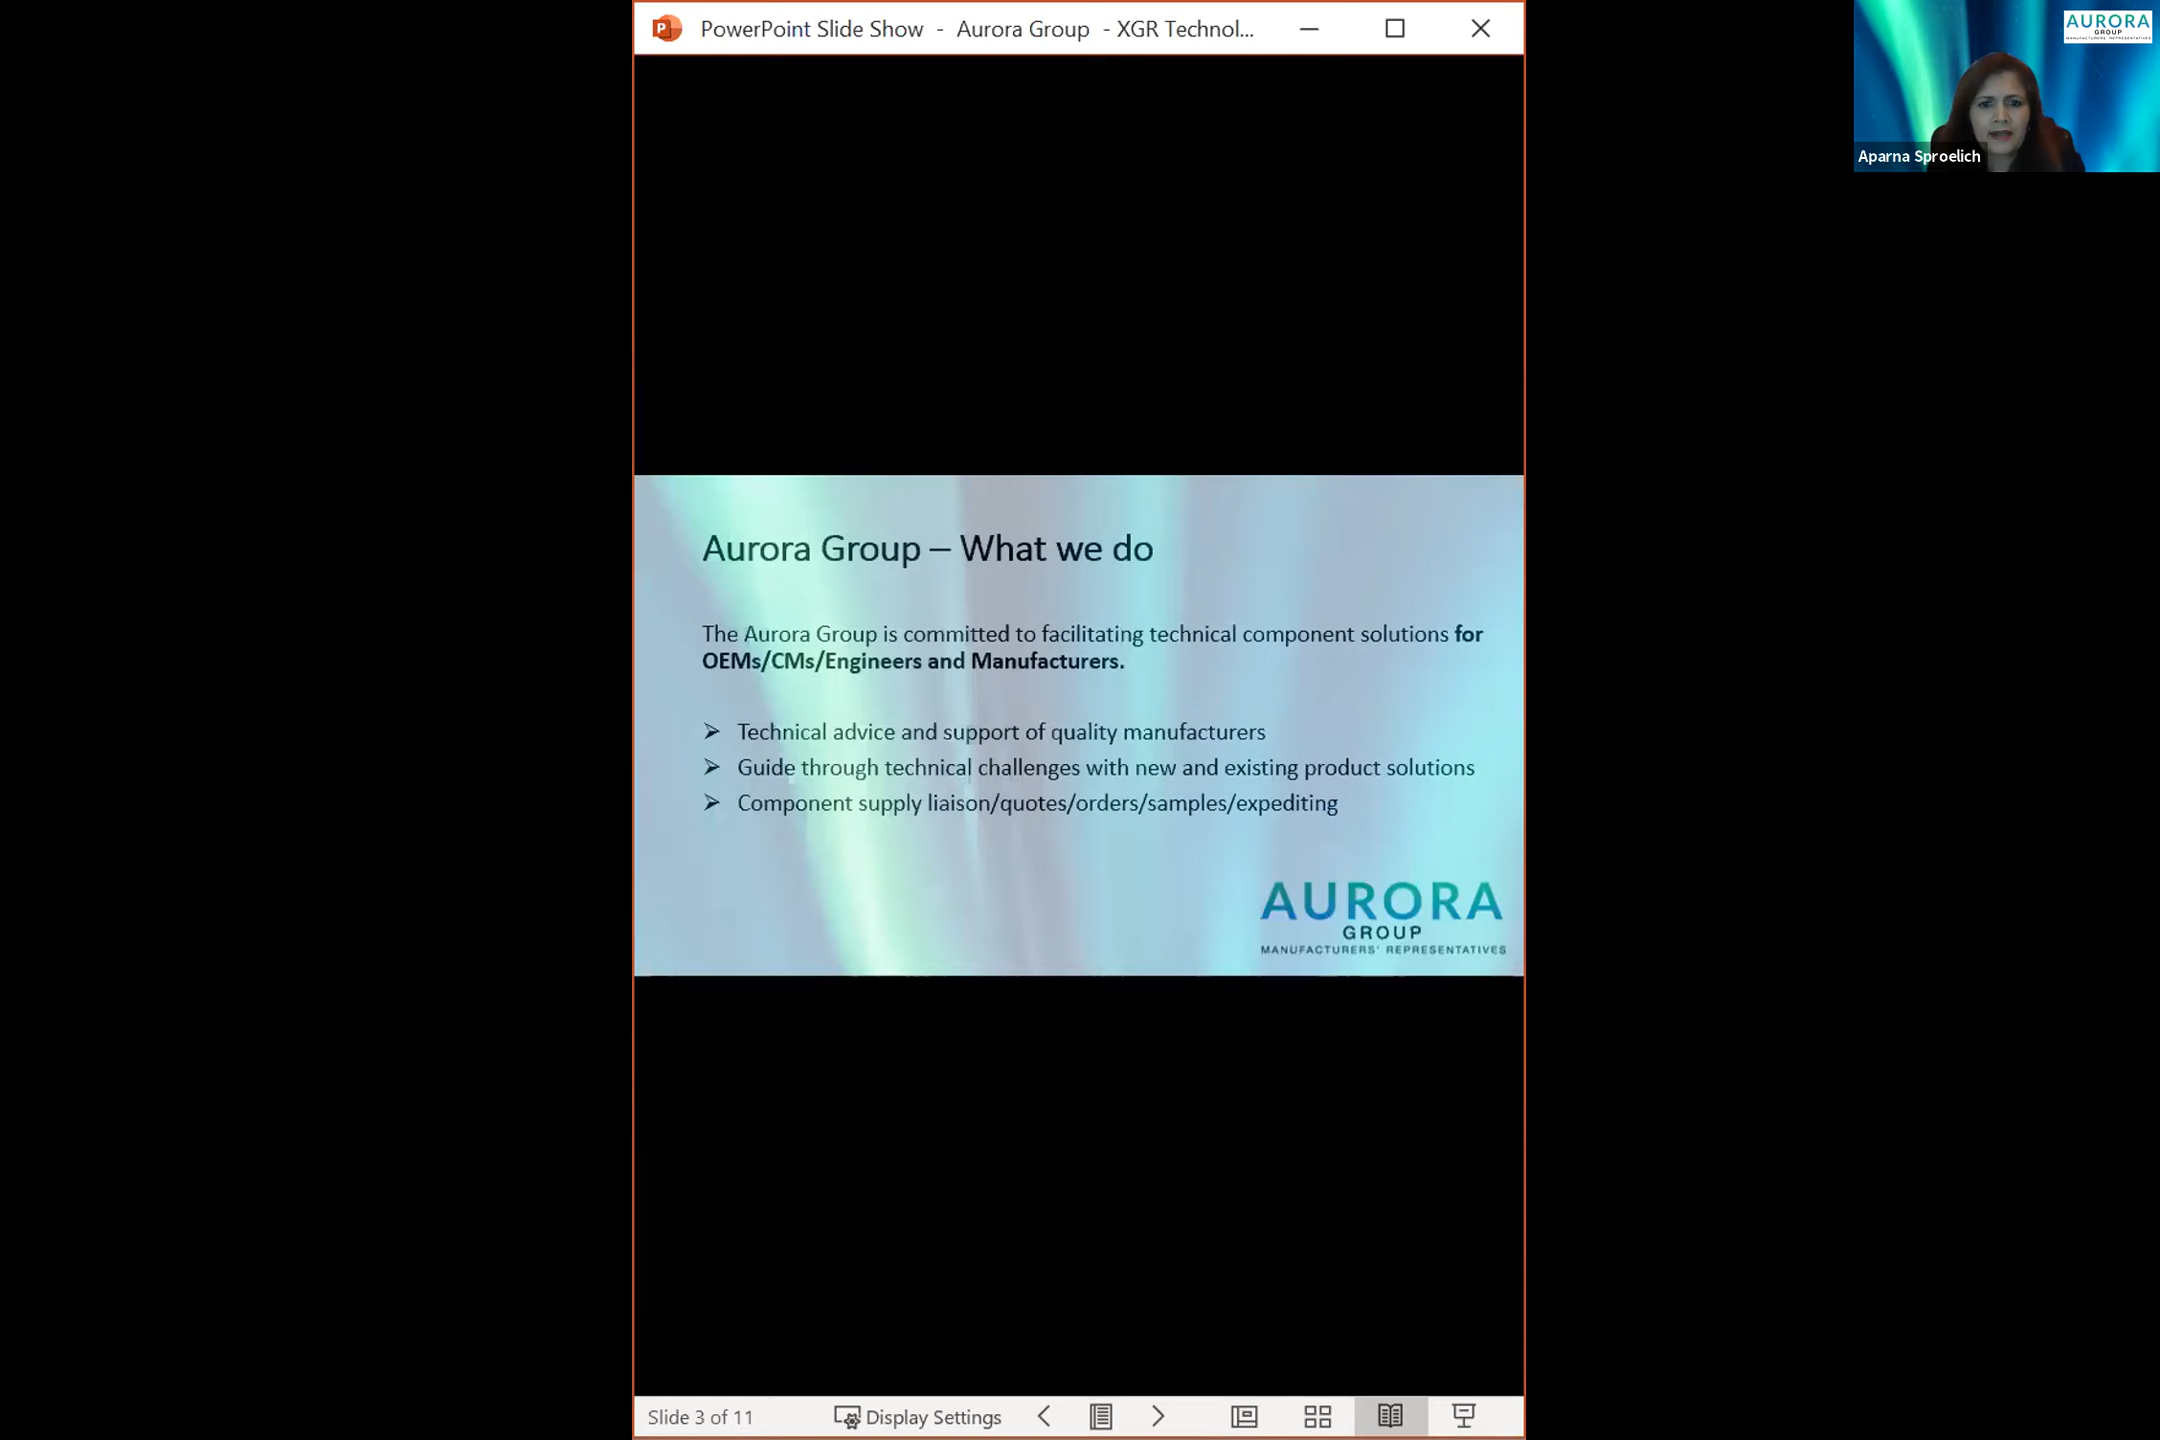 PowerPoint Slide Show - Aurora Group - XGR Technol...
AURORA
GROUP
MANUFACTURERS' REPRESENTATIVES
Aparna Sproelich
Aurora Group – What we do
The Aurora Group is committed to facilitating technical component solutions for
OEMs/CMs/Engineers and Manufacturers.
➢ Technical advice and support of quality manufacturers
➢ Guide through technical challenges with new and existing product solutions
➢ Component supply liaison/quotes/orders/samples/expediting
AURORA
GROUP
MANUFACTURERS' REPRESENTATIVES
Slide 3 of 11
Display Settings